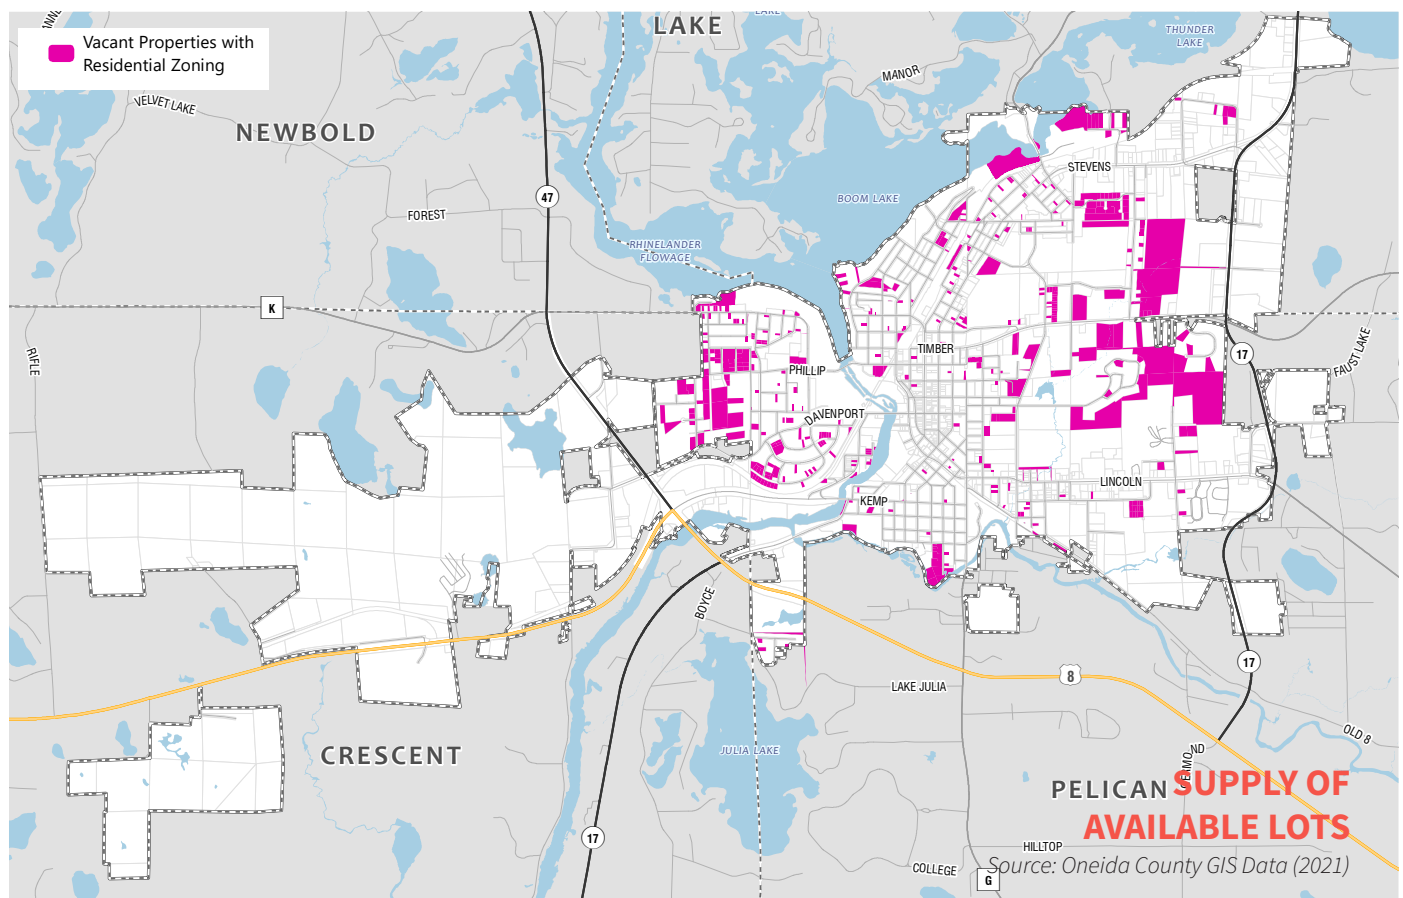 LAKE
LAKE
THUNDER
LAKE
Vacant Properties with
Residential Zoning
MANOR
VELVET LAKE
NEWBOLD
STEVENS
47
BOOM LAKE
FOREST
RHINELANDER
FLOWAGE
K
RIFLE
TIMBER
17
FAUST LAKE
PHILLIP
DAVENPORT
LINCOLN
KEMP
BOYCE
17
8
LAKE JULIA
OLD 8
JULIA LAKE
CRESCENT
PELICAN
SUPPLY OF
AVAILABLE LOTS
17
HILLTOP
COLLEGE
G
Source: Oneida County GIS Data (2021)